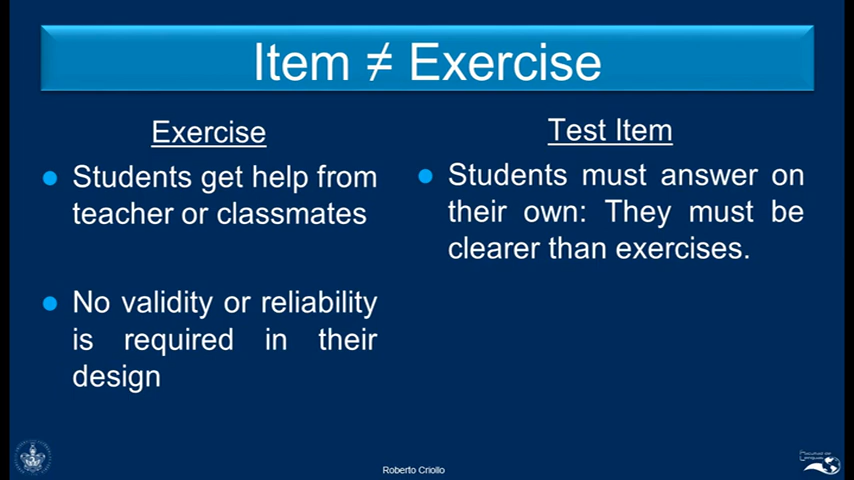 Item ≠ Exercise
Exercise
Students get help from
teacher or classmates
No validity or reliability
is required in their
design
Test Item
Students must answer on
their own: They must be
clearer than exercises.
Roberto Criollo